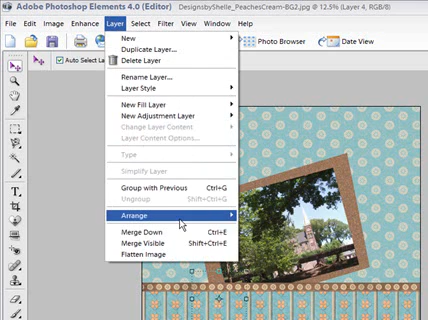 Adobe Photoshop Elements 4.0 (Editor)
DesignsbyShelle_PeachesCream-BG2.jpg @ 12.5% (Layer 4, RGB/8)
File Edit Image Enhance Layer Select Filter View Window Help
Photo Browser
Date View
Auto Select La
New
Duplicate Layer...
Delete Layer
Rename Layer...
Layer Style
New Fill Layer
New Adjustment Layer
Change Layer Content
Layer Content Options...
Type
Simplify Layer
Group with Previous Ctrl+G
Ungroup Shift+Ctrl+G
Arrange
Merge Down Ctrl+E
Merge Visible Shift+Ctrl+E
Flatten Image
T